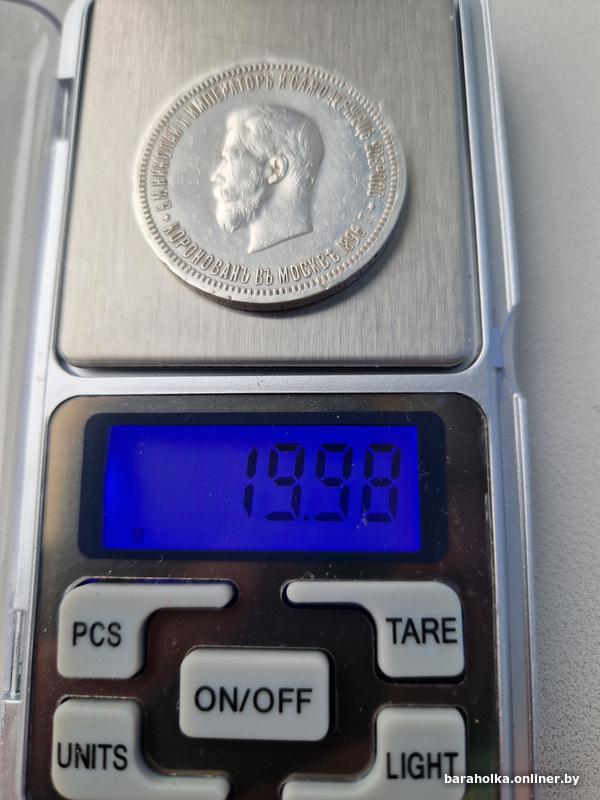 Б.М.НИКОЛАЙ II ИМПЕРАТОРЪ И САМОДЕРЖЕЦЪ ВСЕРОСС.
КОРОНОВАНЪ ВЪ МОСКВѢ 1896 Г.
19.98
g
PCS
TARE
ON/OFF
UNITS
LIGHT
baraholka.onliner.by